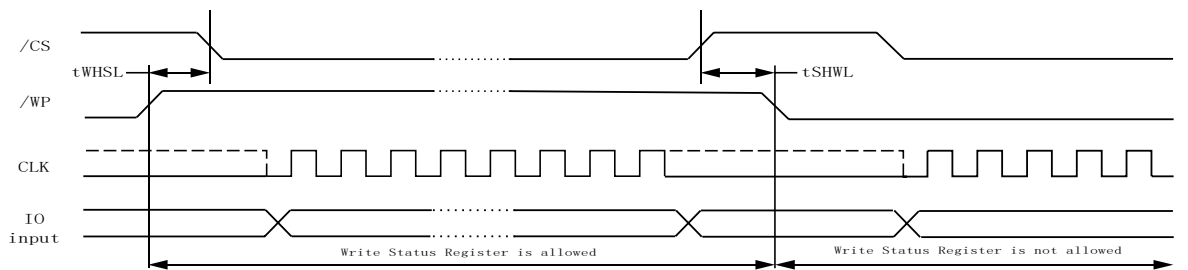 /CS
tWHSL
tSHWL
/WP
CLK
IO
input
Write Status Register is allowed
Write Status Register is not allowed